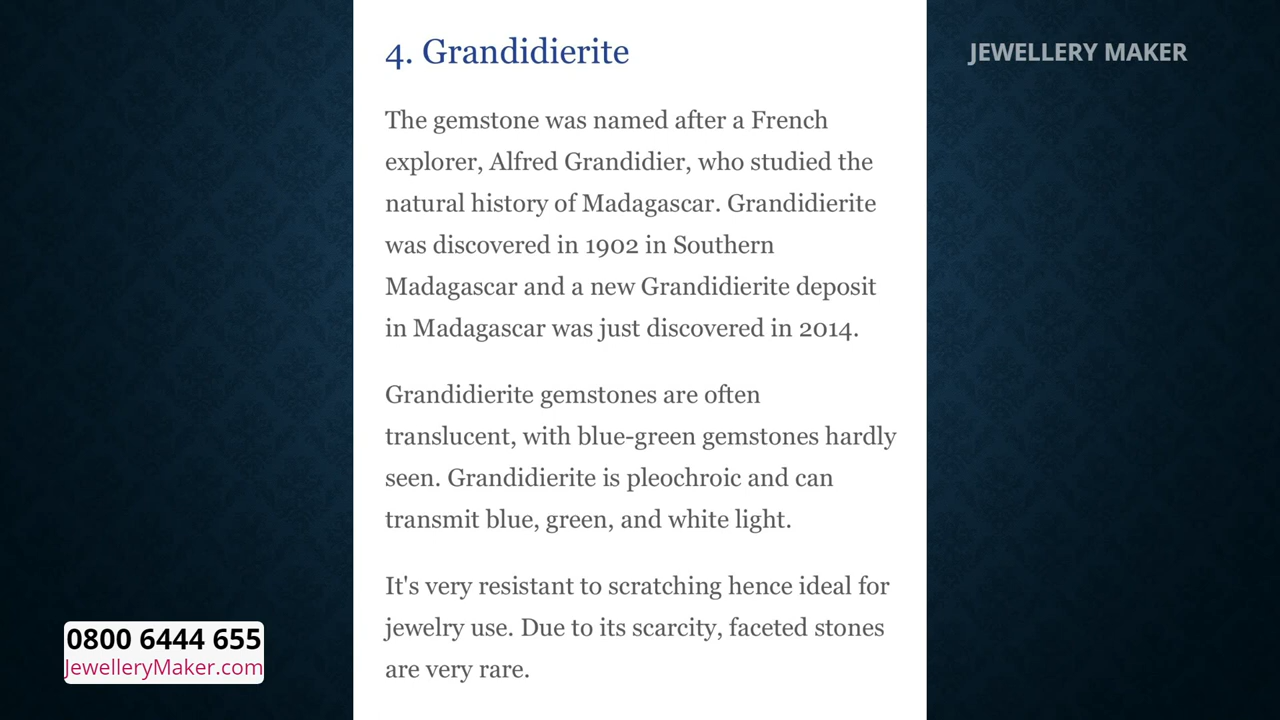 4. Grandidierite
JEWELLERY MAKER
The gemstone was named after a French
explorer, Alfred Grandidier, who studied the
natural history of Madagascar. Grandidierite
was discovered in 1902 in Southern
Madagascar and a new Grandidierite deposit
in Madagascar was just discovered in 2014.
Grandidierite gemstones are often
translucent, with blue-green gemstones hardly
seen. Grandidierite is pleochroic and can
transmit blue, green, and white light.
It's very resistant to scratching hence ideal for
jewelry use. Due to its scarcity, faceted stones
are very rare.
0800 6444 655
JewelleryMaker.com